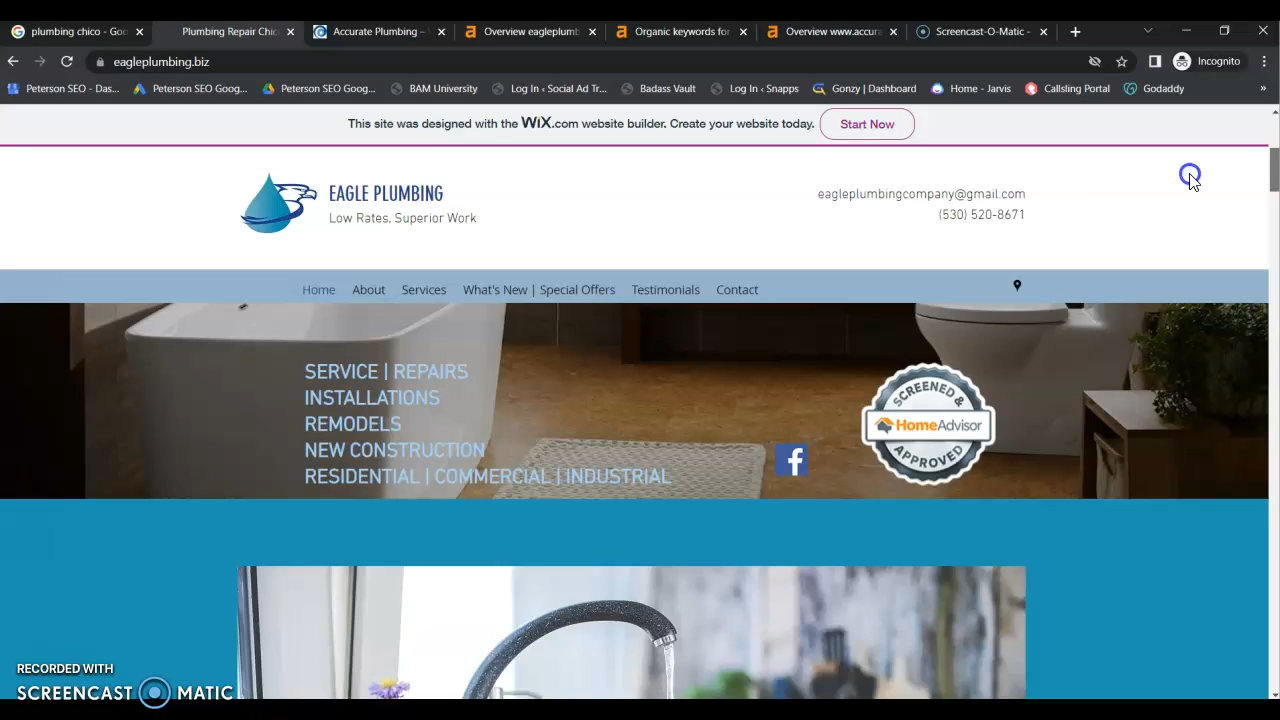 plumbing chico - Goo
Plumbing Repair Chic
Accurate Plumbing –
Overview eagleplumb
Organic keywords for
Overview www.accura
Screencast-O-Matic -
eagleplumbing.biz
Incognito
Peterson SEO - Das...
Peterson SEO Goog...
Peterson SEO Goog...
BAM University
Log In ‹ Social Ad Tr...
Badass Vault
Log In ‹ Snapps
Gonzy | Dashboard
Home - Jarvis
Callsling Portal
Godaddy
This site was designed with the WiX.com website builder. Create your website today.
Start Now
EAGLE PLUMBING
Low Rates, Superior Work
eagleplumbingcompany@gmail.com
(530) 520-8671
Home About Services What's New | Special Offers Testimonials Contact
SERVICE | REPAIRS
INSTALLATIONS
REMODELS
NEW CONSTRUCTION
RESIDENTIAL | COMMERCIAL | INDUSTRIAL
SCREENED &
HomeAdvisor
APPROVED
RECORDED WITH
SCREENCAST MATIC